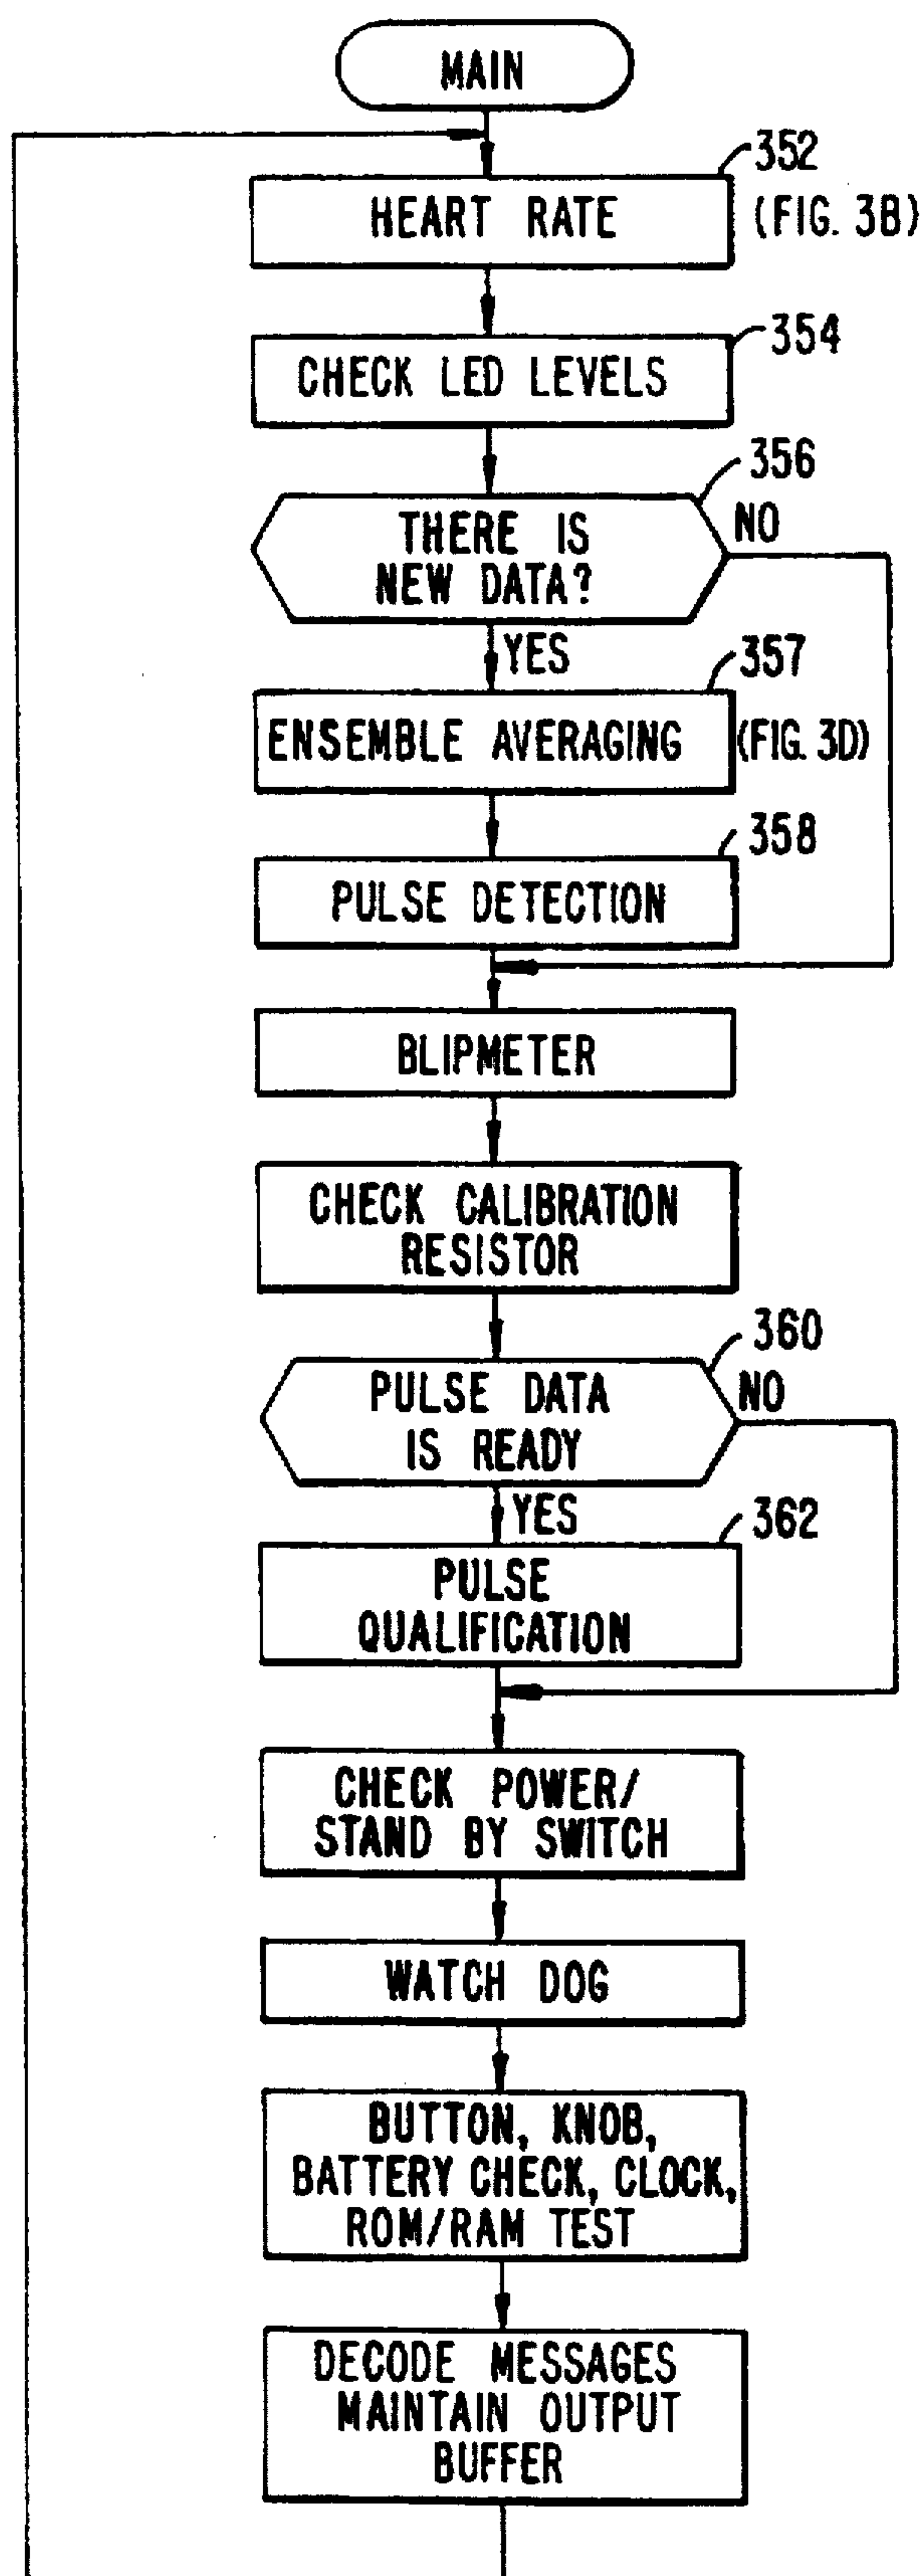 MAIN
352
HEART RATE
(FIG. 3B)
354
CHECK LED LEVELS
356
THERE IS
NEW DATA?
NO
YES
357
ENSEMBLE AVERAGING
(FIG. 3D)
358
PULSE DETECTION
BLIPMETER
CHECK CALIBRATION
RESISTOR
360
PULSE DATA
IS READY
NO
YES
362
PULSE
QUALIFICATION
CHECK POWER/
STAND BY SWITCH
WATCH DOG
BUTTON, KNOB,
BATTERY CHECK, CLOCK,
ROM/RAM TEST
DECODE MESSAGES
MAINTAIN OUTPUT
BUFFER